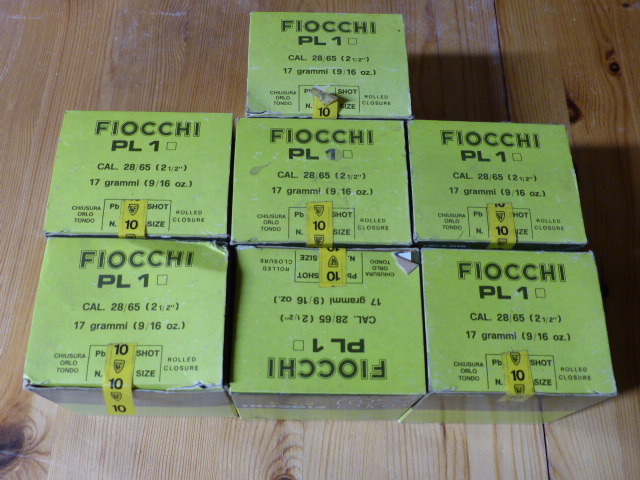 FIOCCHI
PL 1
CAL. 28/65 (2 1/2")
17 grammi (9/16 oz.)
CHIUSURA ORLO TONDO
Pb SHOT
N. SIZE
10
ROLLED CLOSURE
FIOCCHI
PL 1
CAL. 28/65 (2 1/2")
17 grammi (9/16 oz.)
CHIUSURA ORLO TONDO
Pb SHOT
N. 10 SIZE
ROLLED CLOSURE
FIOCCHI
PL 1
CAL. 28/65 (2 1/2")
17 grammi (9/16 oz.)
CHIUSURA ORLO TONDO
Pb SHOT
N. 10 SIZE
ROLLED CLOSURE
FIOCCHI
PL 1
CAL. 28/65 (2 1/2")
17 grammi (9/16 oz.)
CHIUSURA ORLO TONDO
Pb SHOT
N. 10 SIZE
ROLLED CLOSURE
FIOCCHI
PL 1
CAL. 28/65 (2 1/2")
17 grammi (9/16 oz.)
CHIUSURA ORLO TONDO
Pb 10 SHOT
N. 10 SIZE
10
ROLLED CLOSURE
FIOCCHI
PL 1
CAL. 28/65 (2 1/2")
17 grammi (9/16 oz.)
CHIUSURA ORLO TONDO
Pb 10 SHOT
N. 10 SIZE
ROLLED CLOSURE
FIOCCHI
PL 1
CAL. 28/65 (2 1/2")
17 grammi (9/16 oz.)
CHIUSURA ORLO TONDO
Pb SHOT
N. 10 SIZE
ROLLED CLOSURE